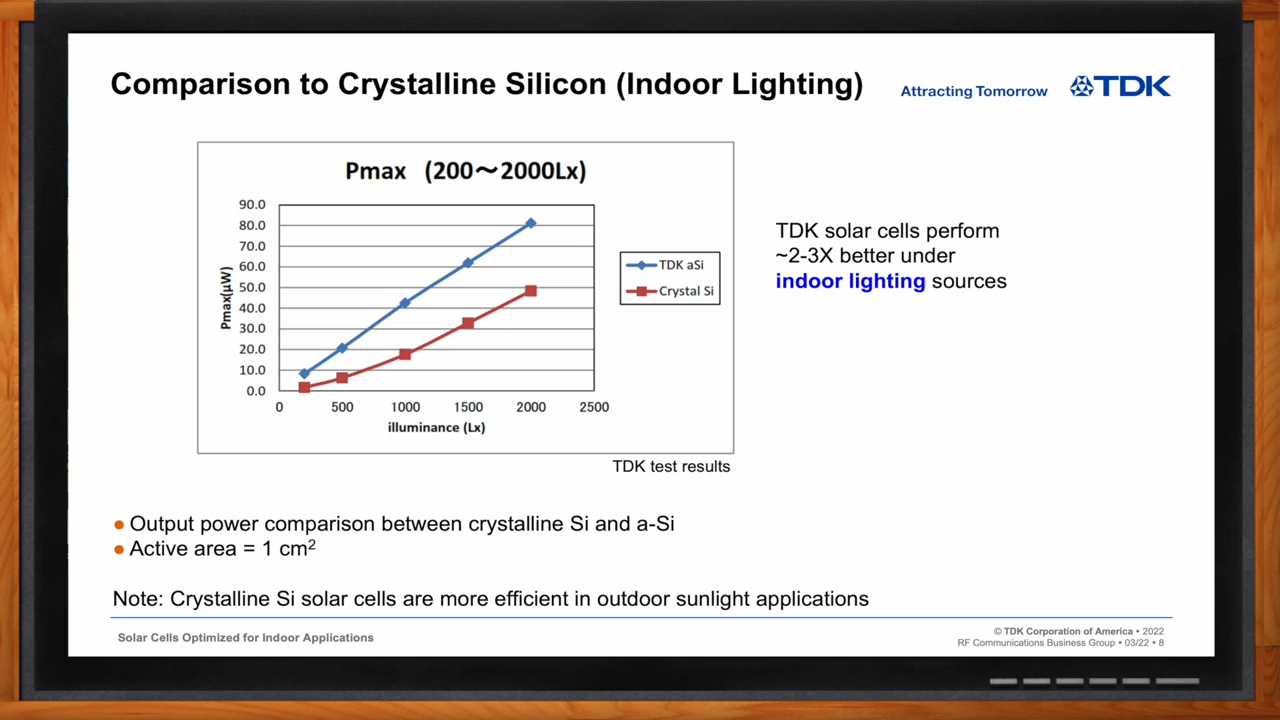 Comparison to Crystalline Silicon (Indoor Lighting)
Attracting Tomorrow
TDK
Pmax (200～2000Lx)
90.0
80.0
70.0
60.0
50.0
40.0
30.0
20.0
10.0
0.0
Pmax(μW)
0 500 1000 1500 2000 2500
illuminance (Lx)
TDK aSi
Crystal Si
TDK test results
TDK solar cells perform
~2-3X better under
indoor lighting sources
● Output power comparison between crystalline Si and a-Si
● Active area = 1 cm²
Note: Crystalline Si solar cells are more efficient in outdoor sunlight applications
Solar Cells Optimized for Indoor Applications
© TDK Corporation of America • 2022
RF Communications Business Group • 03/22 • 8